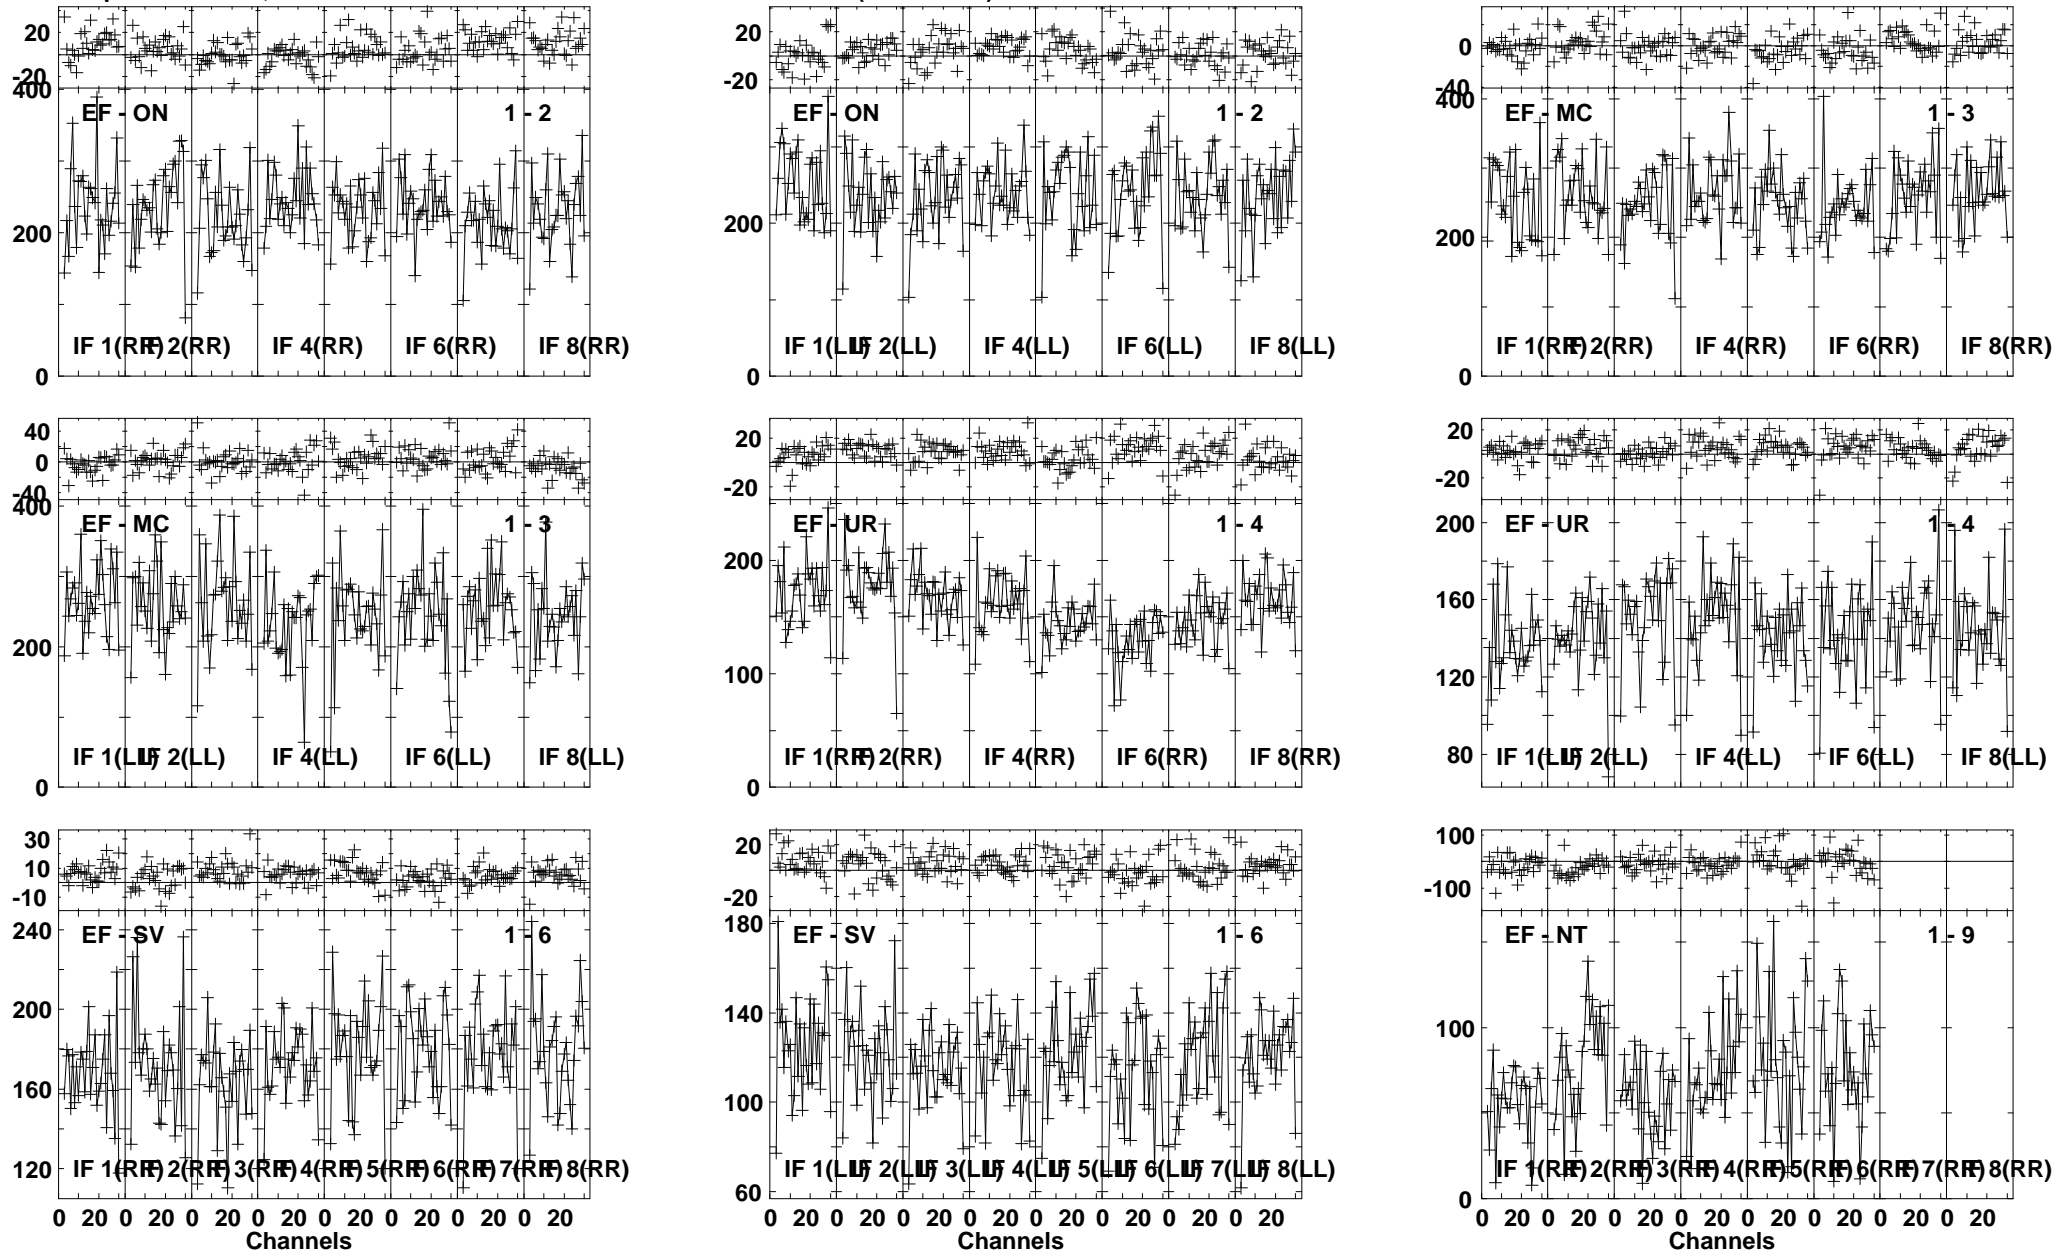 20 20 0
-20 -20 -40
400 400
EF - ON 1 - 2 EF - ON 1 - 2 EF - MC 1 - 3
200 200 200
IF 1(RR) IF 2(RR) IF 4(RR) IF 6(RR) IF 8(RR) IF 1(LL) IF 2(LL) IF 4(LL) IF 6(LL) IF 8(LL) IF 1(RR) IF 2(RR) IF 4(RR) IF 6(RR) IF 8(RR)
0 0
40 20 20
0
-40 -20 -20
400
EF - MC 1 - 3 EF - UR 1 - 4 EF - UR 1 - 4
200 200 200
160
100 120
IF 1(LL) IF 2(LL) IF 4(LL) IF 6(LL) IF 8(LL) IF 1(RR) IF 2(RR) IF 4(RR) IF 6(RR) IF 8(RR) 80 IF 1(LL) IF 2(LL) IF 4(LL) IF 6(LL) IF 8(LL)
0 0
30 20 100
10
-10 -20 -100
240 EF - SV 1 - 6 180 EF - SV 1 - 6 EF - NT 1 - 9
200 140 100
160 100
120 IF 1(RR) IF 2(RR) IF 3(RR) IF 4(RR) IF 5(RR) IF 6(RR) IF 7(RR) IF 8(RR) IF 1(LL) IF 2(LL) IF 3(LL) IF 4(LL) IF 5(LL) IF 6(LL) IF 7(LL) IF 8(LL) IF 1(RR) IF 2(RR) IF 3(RR) IF 4(RR) IF 5(RR) IF 6(RR) IF 7(RR) IF 8(RR)
60 0
0 20 0 20 0 20 0 20 0 20 0 20 0 20 0 20 0 20 0 20 0 20 0 20 0 20 0 20 0 20 0 20 0 20 0 20 0 20 0 20 0 20 0 20 0 20 0 20
Channels Channels